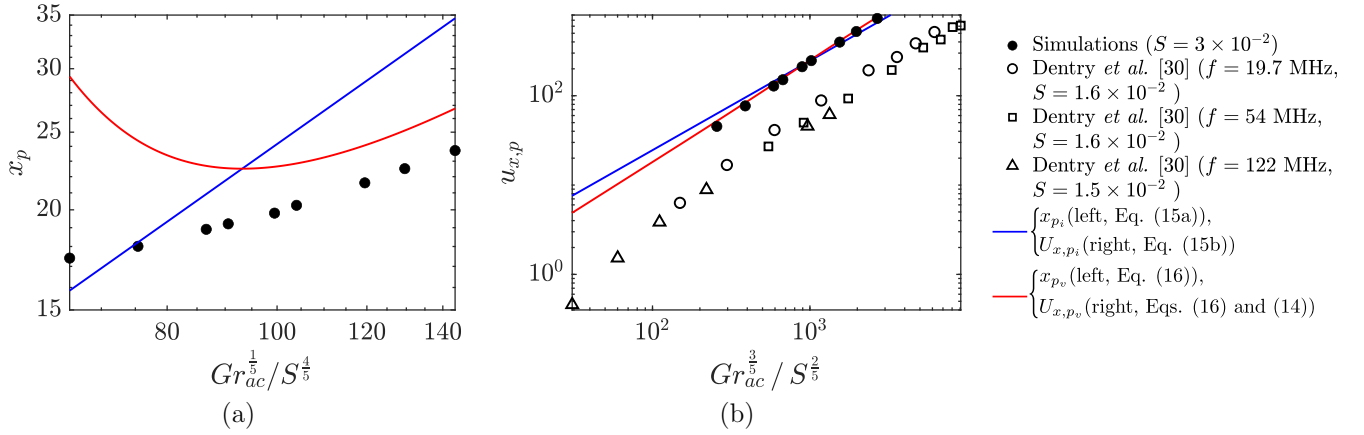 35
30
25
20
15
x_p
80
100
120
140
Gr_{ac}^{\frac{1}{5}}/S^{\frac{4}{5}}
(a)
10^2
10^0
u_{x,p}
10^2
10^3
Gr_{ac}^{\frac{3}{5}} / S^{\frac{2}{5}}
(b)
Simulations (S = 3 × 10^{-2})
Dentry et al. [30] (f = 19.7 MHz,
S = 1.6 × 10^{-2} )
Dentry et al. [30] (f = 54 MHz,
S = 1.6 × 10^{-2} )
Dentry et al. [30] (f = 122 MHz,
S = 1.5 × 10^{-2} )
x_{p_i}(left, Eq. (15a)),
U_{x,p_i}(right, Eq. (15b))
x_{p_v}(left, Eq. (16)),
U_{x,p_v}(right, Eqs. (16) and (14))